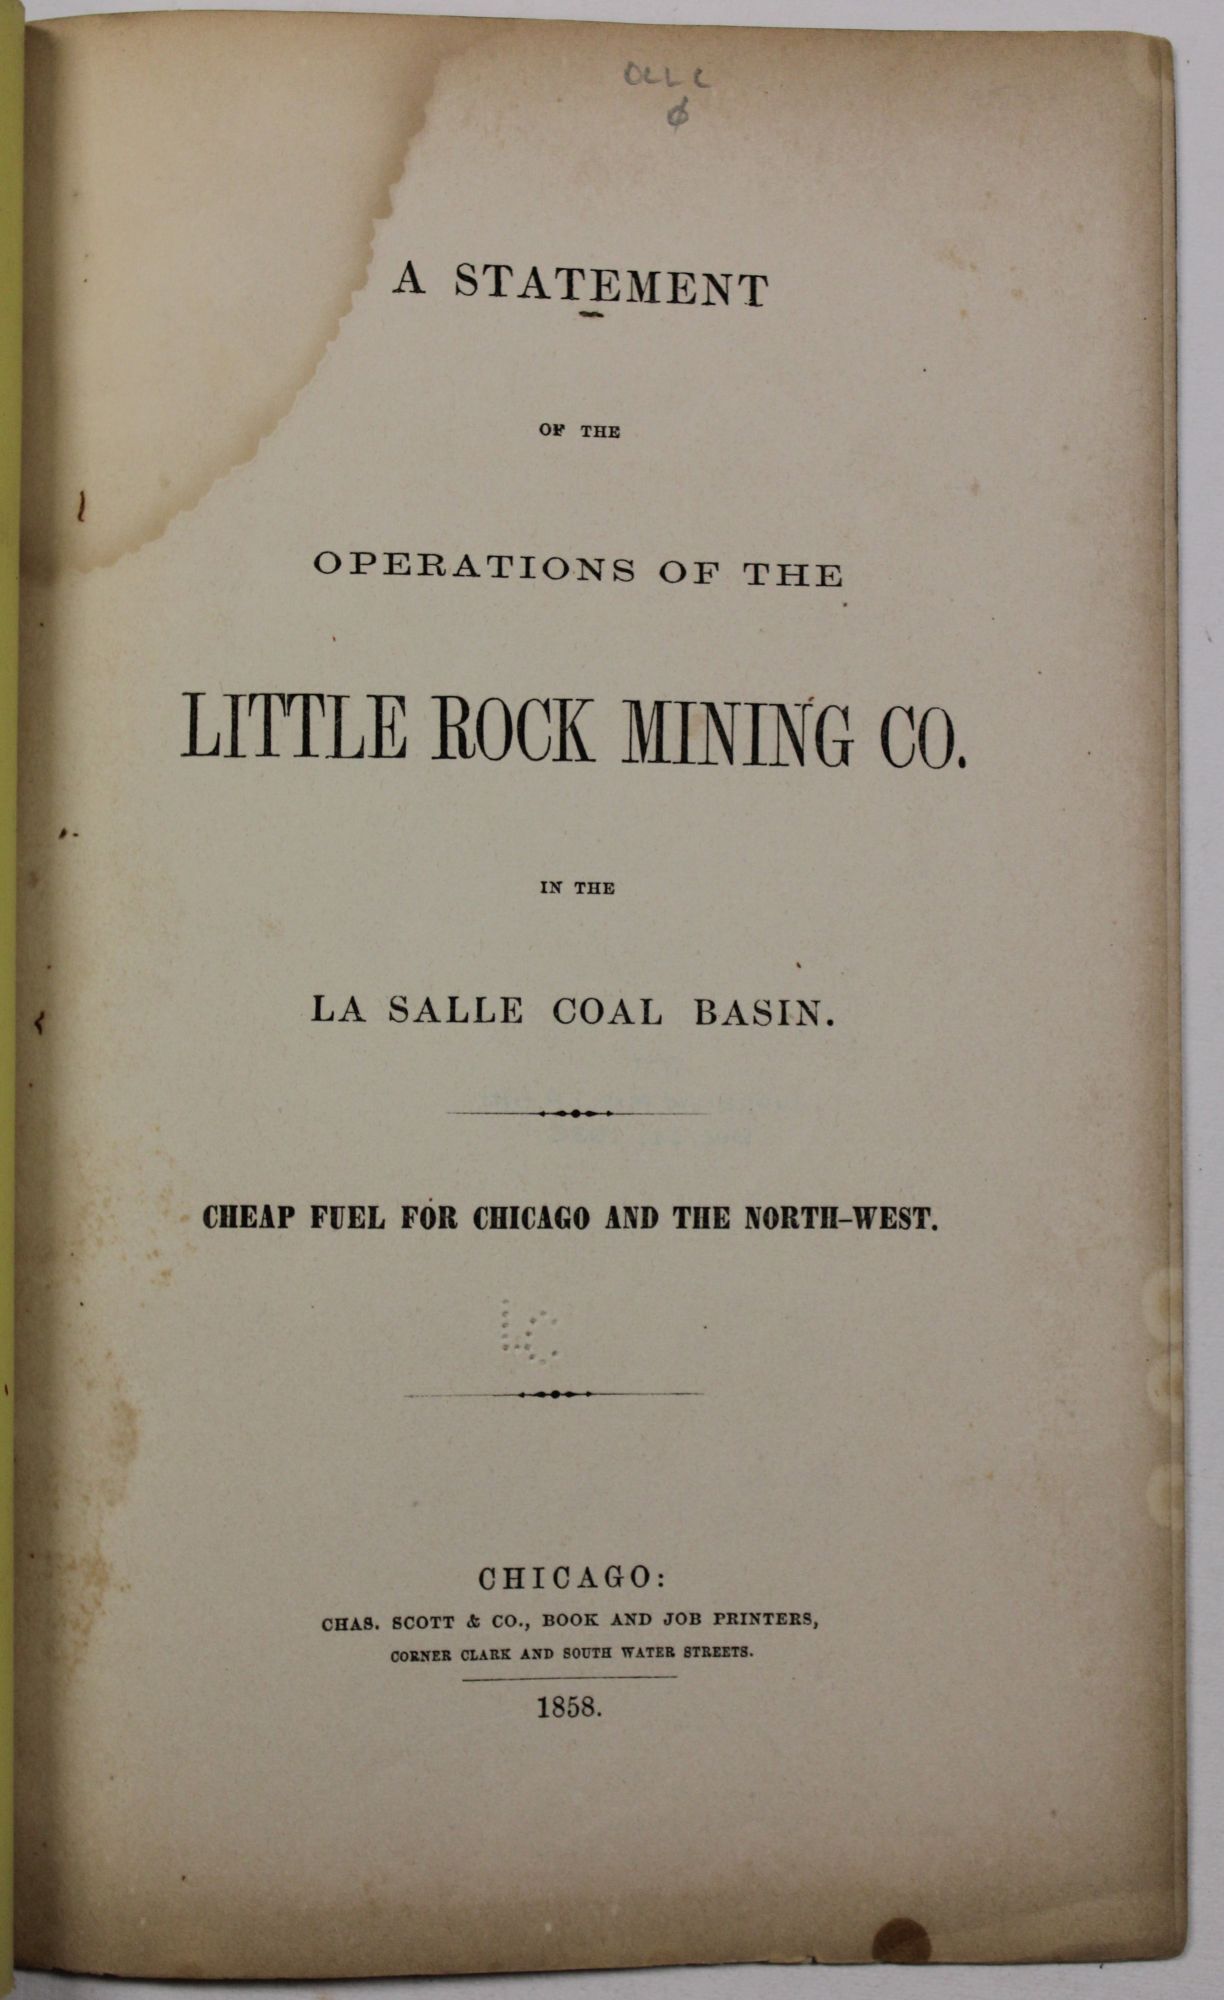 A STATEMENT
OF THE
OPERATIONS OF THE
LITTLE ROCK MINING CO.
IN THE
LA SALLE COAL BASIN.
CHEAP FUEL FOR CHICAGO AND THE NORTH-WEST.
LC
CHICAGO:
CHAS. SCOTT & CO., BOOK AND JOB PRINTERS,
CORNER CLARK AND SOUTH WATER STREETS.
1858.